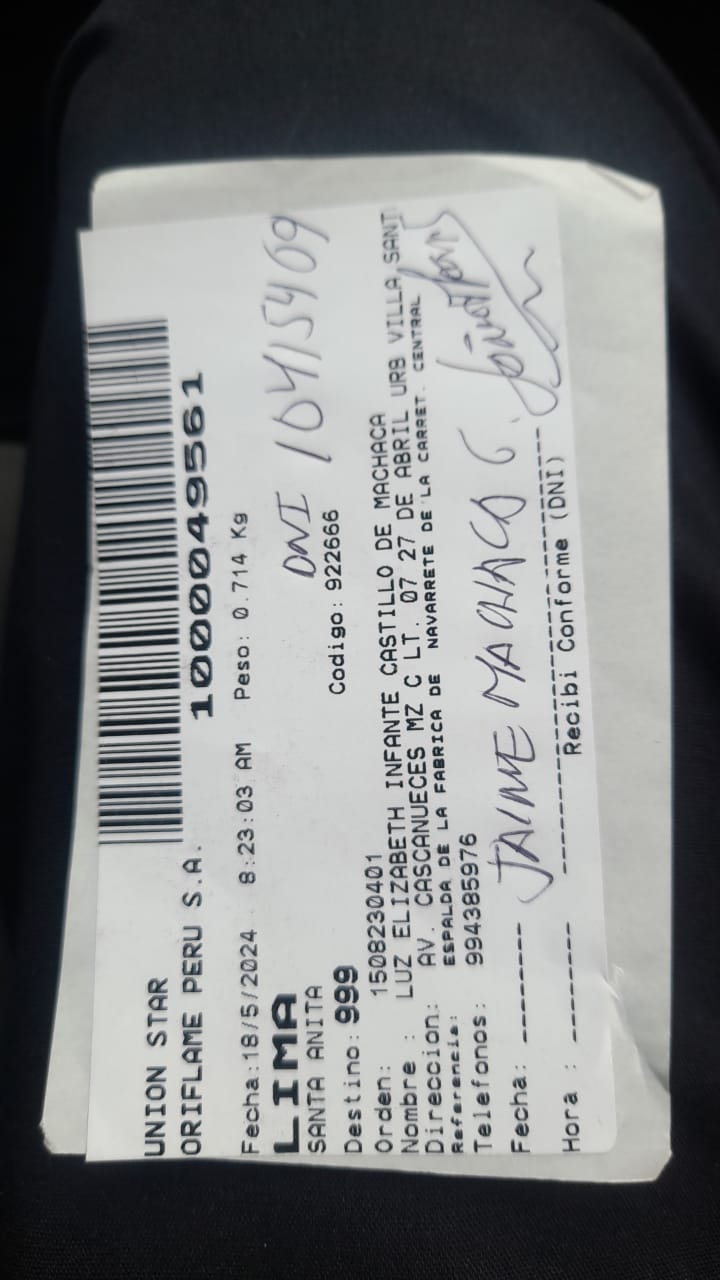 1000049561
UNION STAR
ORIFLAME PERU S.A.
Fecha:18/5/2024 8:23:03 AM Peso: 0.714 Kg
LIMA
SANTA ANITA
DNI 10415409
Destino: 999 Codigo: 922666
Orden: 1508230401
Nombre : LUZ ELIZABETH INFANTE CASTILLO DE MACHACA
Direccion: AV. CASCANUECES MZ C LT. 07 27 DE ABRIL URB VILLA SANT
Referencia: ESPALDA DE LA FABRICA DE NAVARRETE DE LA CARRET. CENTRAL
Telefonos: 994385976
Fecha: JAIME MACHACA G.
Hora :
Recibi Conforme (DNI)